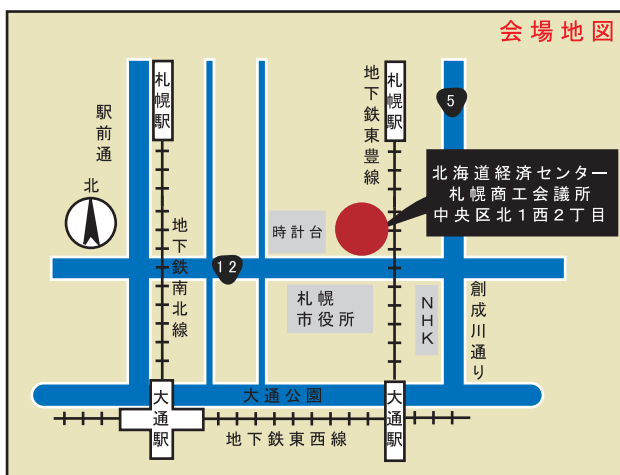 会場地図
札幌駅
札幌駅
駅前通
地下鉄東豊線
5
北
北海道経済センター
札幌商工会議所
中央区北1西2丁目
地下鉄南北線
時計台
12
札幌
市役所
NHK
創成川通り
大通公園
大通駅
大通駅
地下鉄東西線